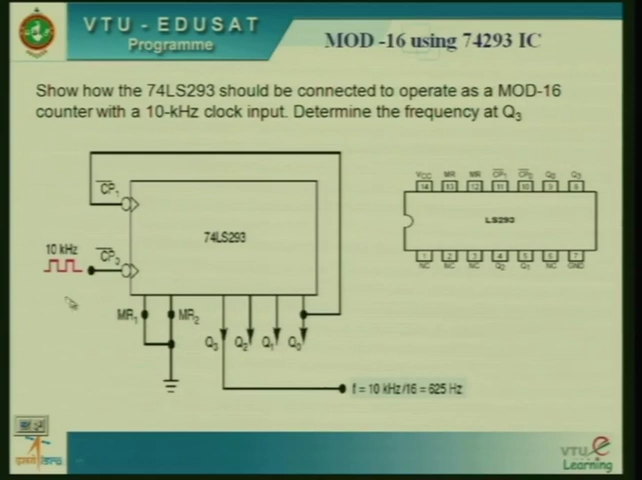 VTU - EDUSAT
Programme
MOD -16 using 74293 IC
Show how the 74LS293 should be connected to operate as a MOD-16
counter with a 10-kHz clock input. Determine the frequency at Q3
CP1
74LS293
10 kHz
CP3
MR1
MR2
Q3 Q2 Q1 Q0
f = 10 kHz/16 = 625 Hz
VCC MR MR CP1 CP0 Q0 Q3
14 13 12 11 10 9 8
LS293
1 2 3 4 5 6 7
NC NC NC Q2 Q1 NC GND
VTU e
Learning